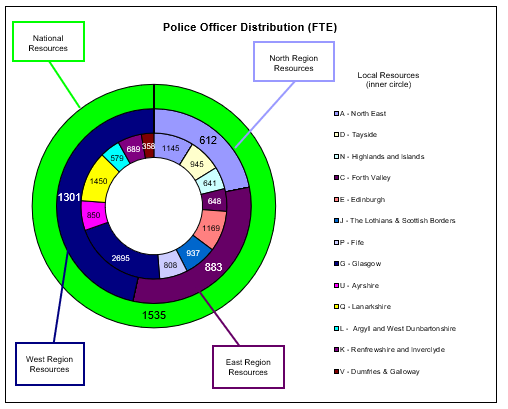 Police Officer Distribution (FTE)
National
Resources
North Region
Resources
Local Resources
(inner circle)
A - North East
D - Tayside
N - Highlands and Islands
C - Forth Valley
E - Edinburgh
J - The Lothians & Scottish Borders
P - Fife
G - Glasgow
U - Ayrshire
Q - Lanarkshire
L - Argyll and West Dunbartonshire
K - Renfrewshire and Inverclyde
V - Dumfries & Galloway
612
1145
945
641
648
1169
937
808
2695
850
1450
579
689
358
1301
883
1535
West Region
Resources
East Region
Resources